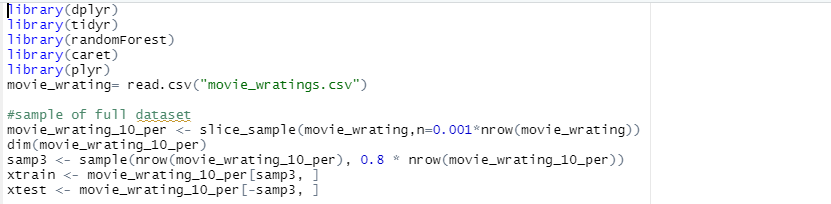 library(dplyr)
library(tidyr)
library(randomForest)
library(caret)
library(plyr)
movie_wrating= read.csv("movie_wratings.csv")
#sample of full dataset
movie_wrating_10_per <- slice_sample(movie_wrating,n=0.001*nrow(movie_wrating))
dim(movie_wrating_10_per)
samp3 <- sample(nrow(movie_wrating_10_per), 0.8 * nrow(movie_wrating_10_per))
xtrain <- movie_wrating_10_per[samp3, ]
xtest <- movie_wrating_10_per[-samp3, ]